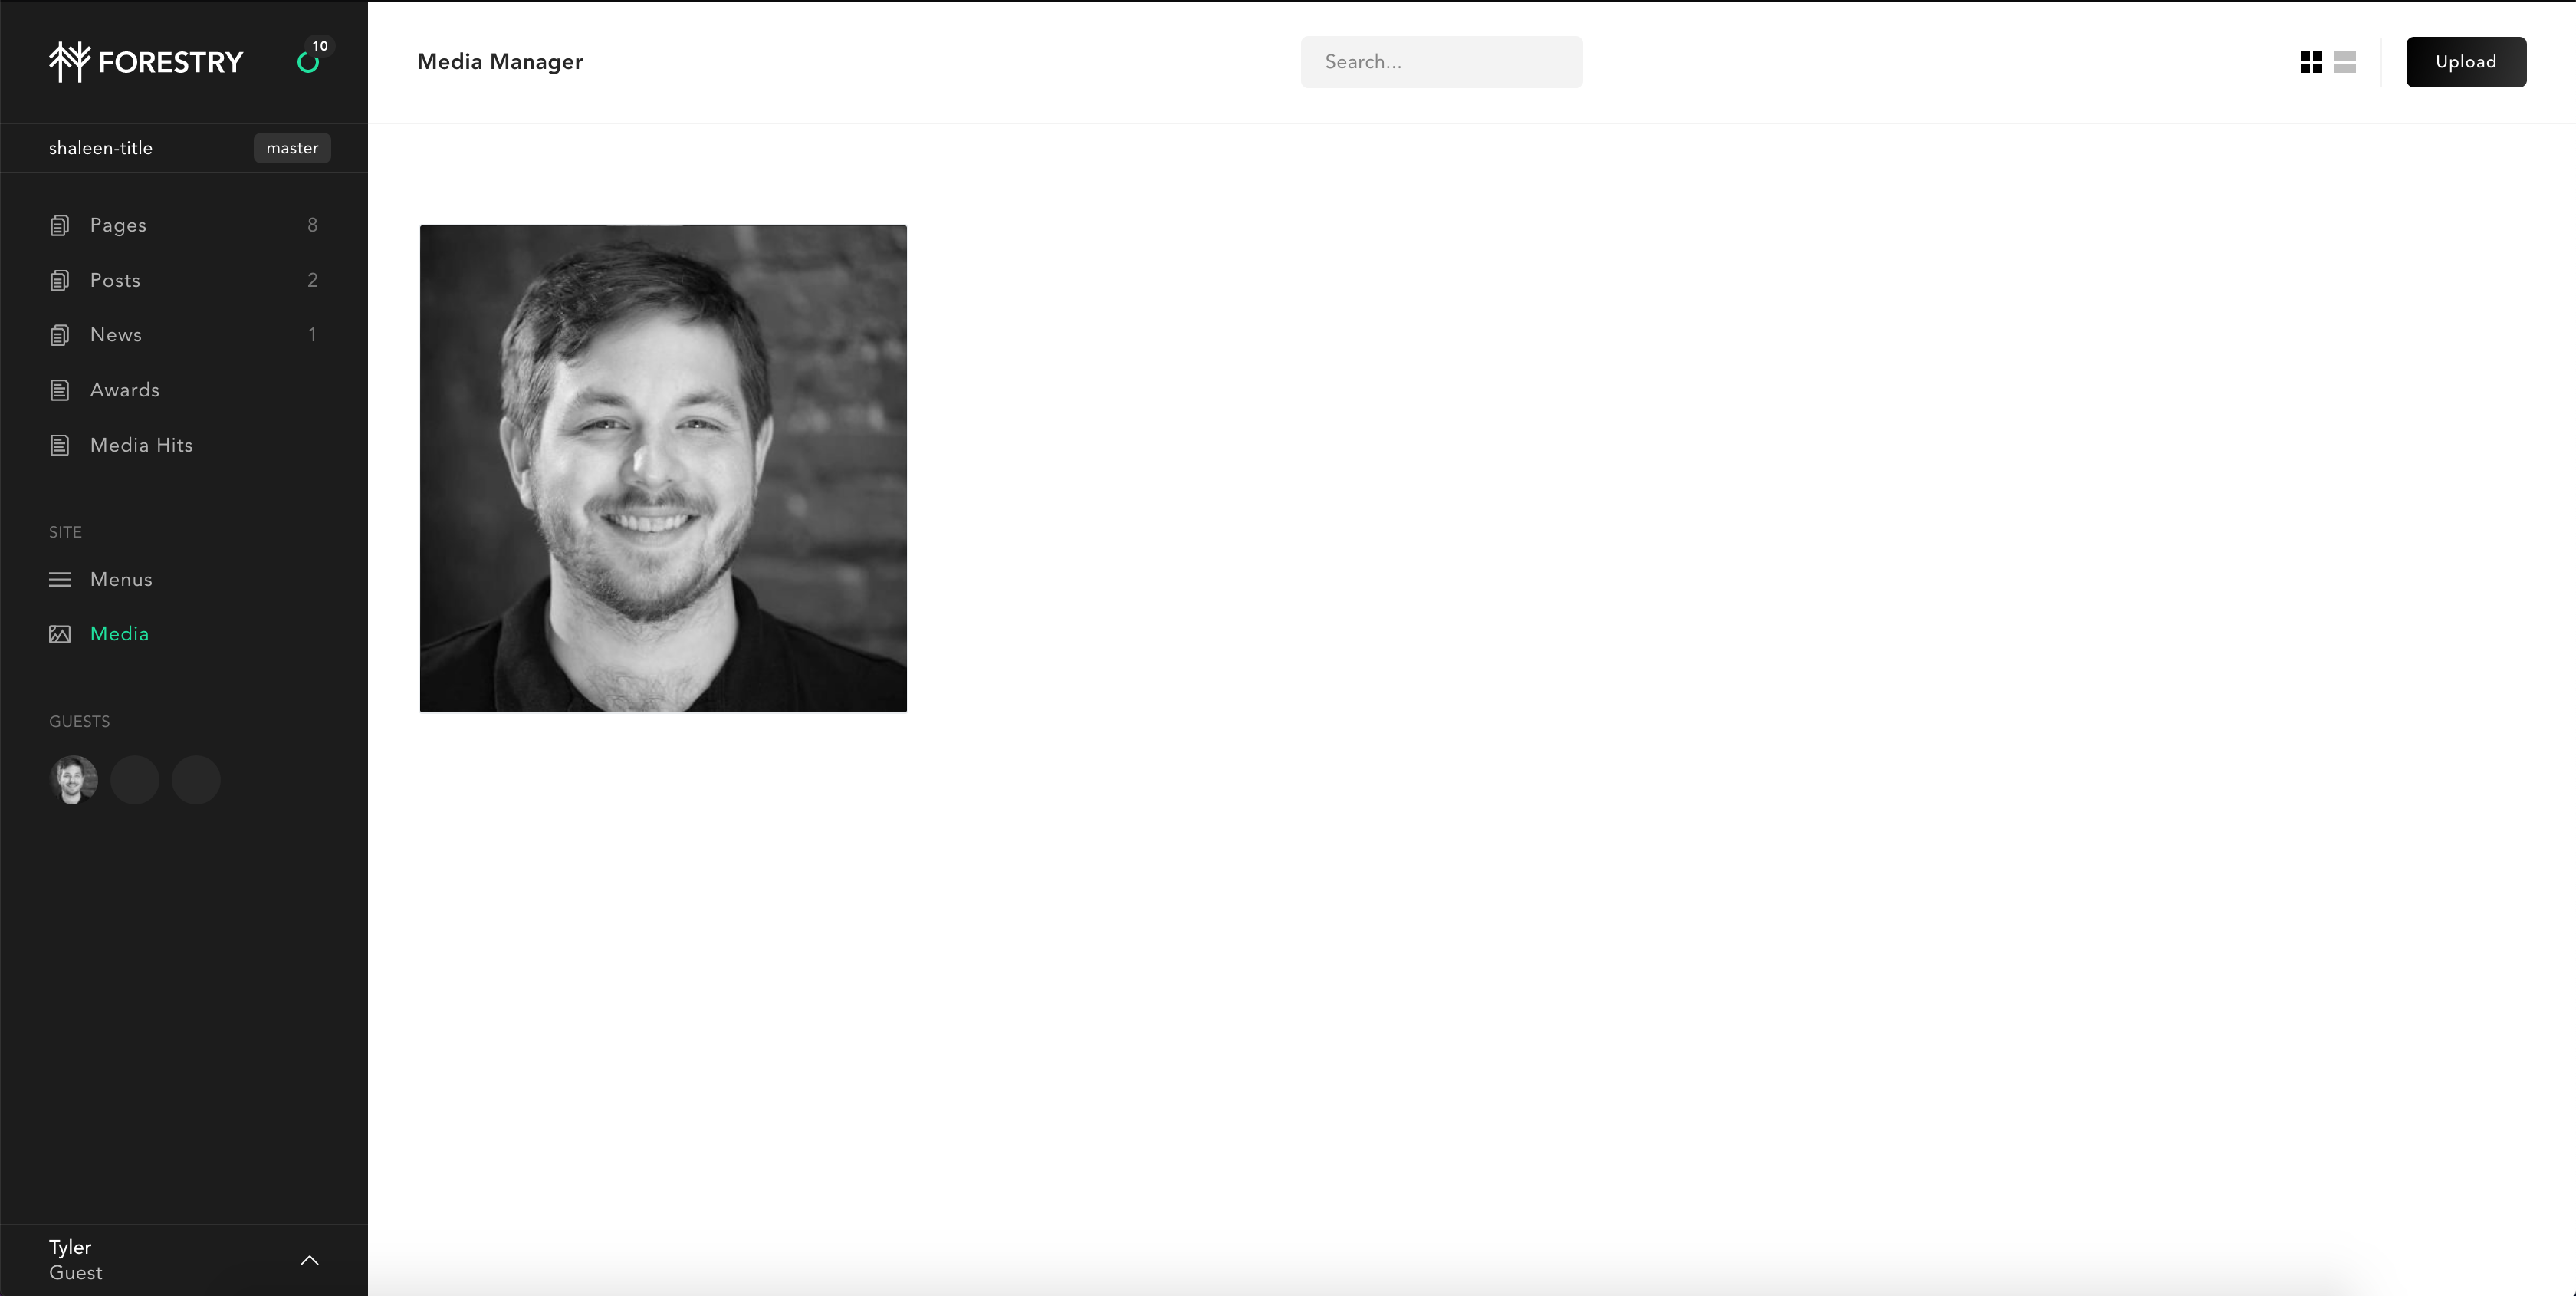 FORESTRY
10
Media Manager
Search...
Upload
shaleen-title
master
Pages 8
Posts 2
News 1
Awards
Media Hits
SITE
Menus
Media
GUESTS
Tyler
Guest